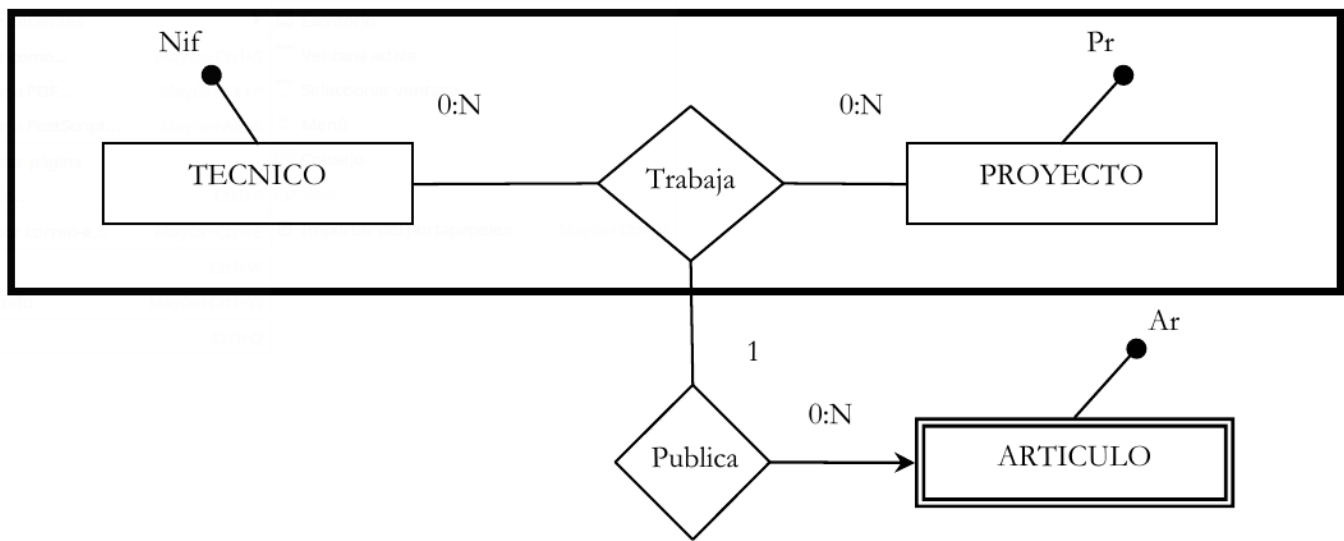 Nif
Pr
0:N
0:N
TECNICO
Trabaja
PROYECTO
Ar
1
0:N
Publica
ARTICULO